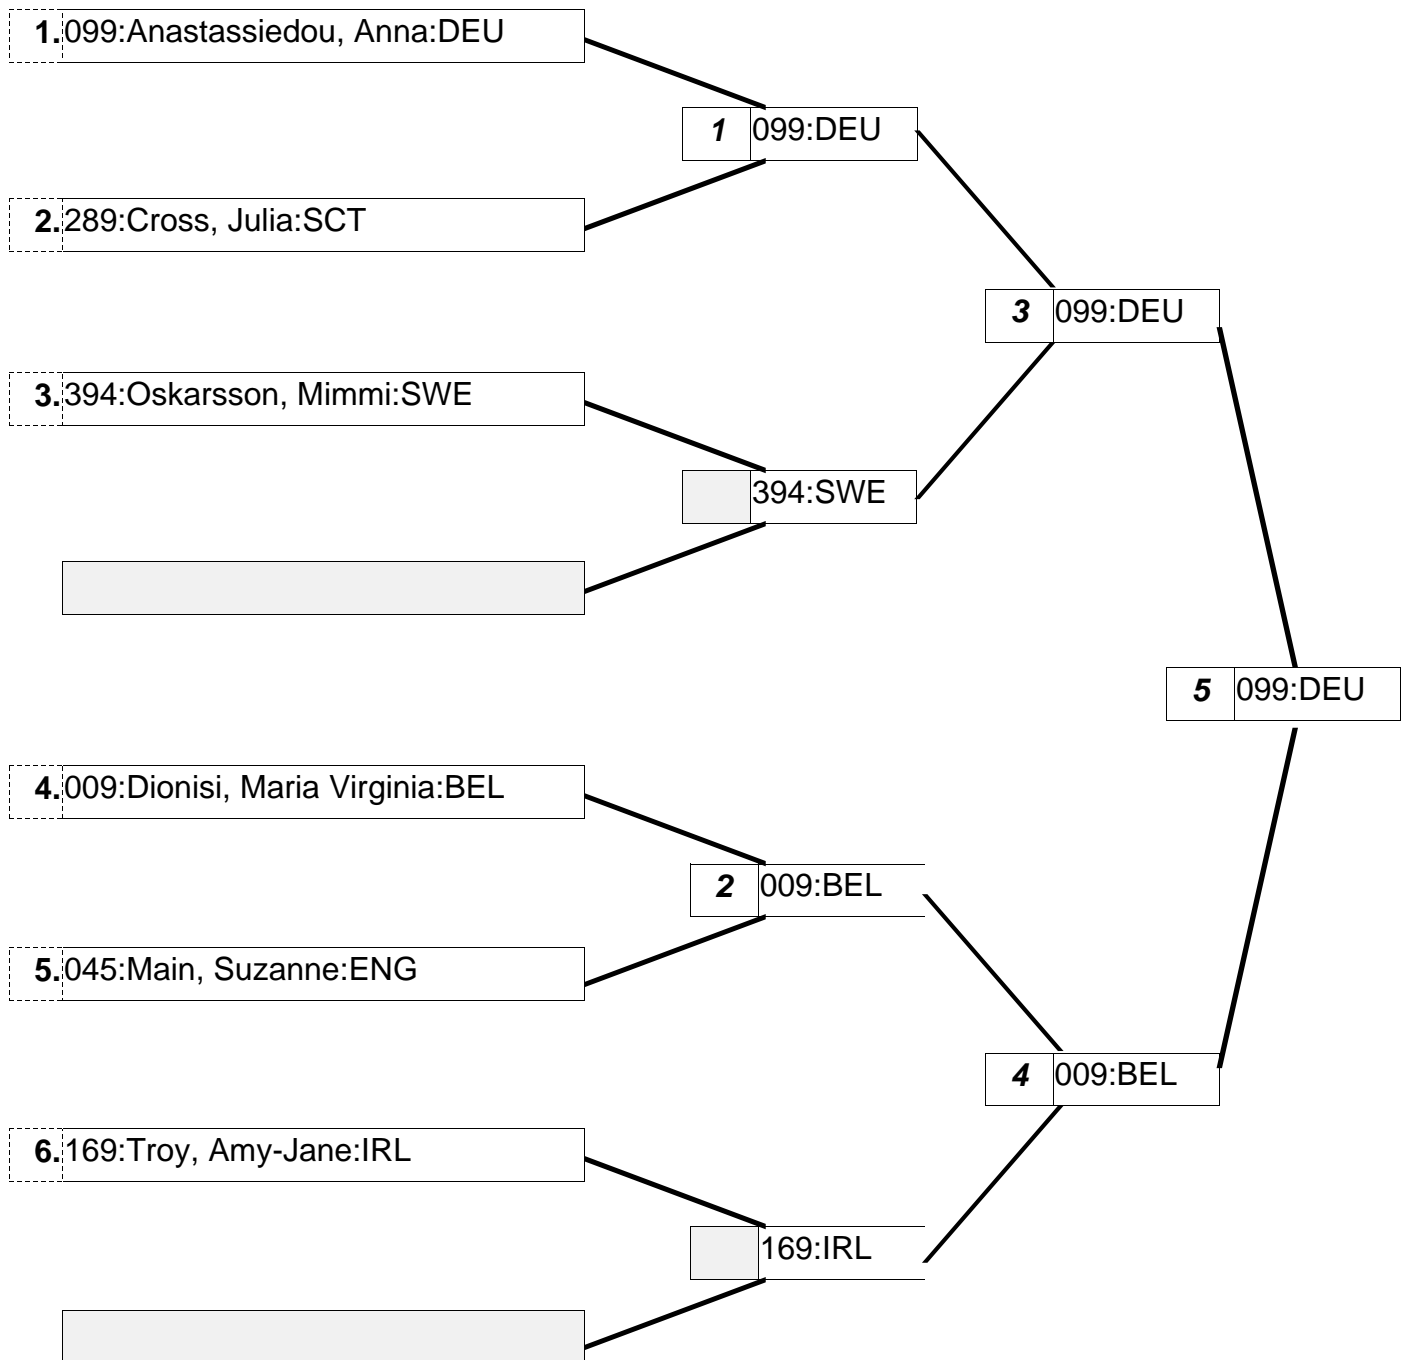 1. 099:Anastassiedou, Anna:DEU
1 099:DEU
2. 289:Cross, Julia:SCT
3 099:DEU
3. 394:Oskarsson, Mimmi:SWE
394:SWE
5 099:DEU
4. 009:Dionisi, Maria Virginia:BEL
2 009:BEL
5. 045:Main, Suzanne:ENG
4 009:BEL
6. 169:Troy, Amy-Jane:IRL
169:IRL